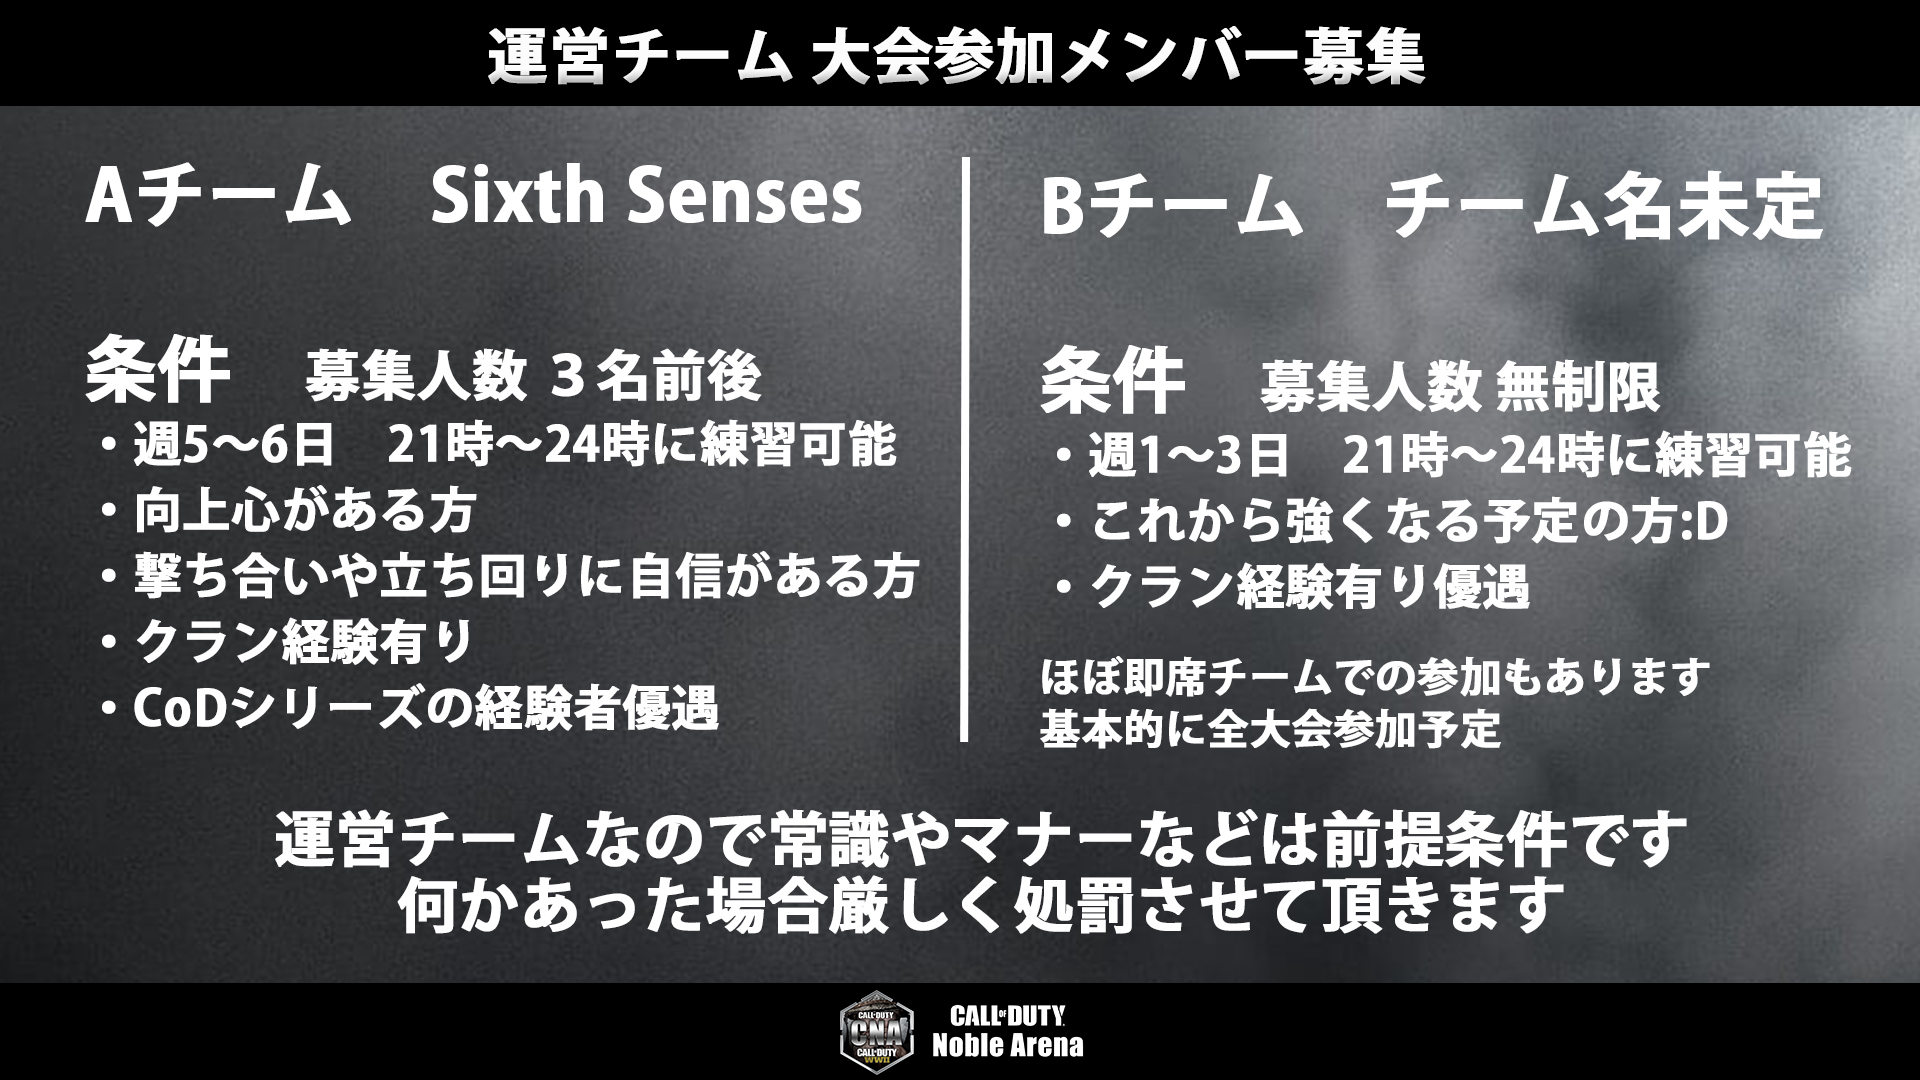 運営チーム 大会参加メンバー募集
Aチーム　Sixth Senses
条件　募集人数 ３名前後
・週5～6日　21時～24時に練習可能
・向上心がある方
・撃ち合いや立ち回りに自信がある方
・クラン経験有り
・CoDシリーズの経験者優遇
Bチーム　チーム名未定
条件　募集人数 無制限
・週1～3日　21時～24時に練習可能
・これから強くなる予定の方:D
・クラン経験有り優遇
ほぼ即席チームでの参加もあります
基本的に全大会参加予定
運営チームなので常識やマナーなどは前提条件です
何かあった場合厳しく処罰させて頂きます
CALL OF DUTY
CNA
CALL OF DUTY
WWII
CALL OF DUTY
Noble Arena